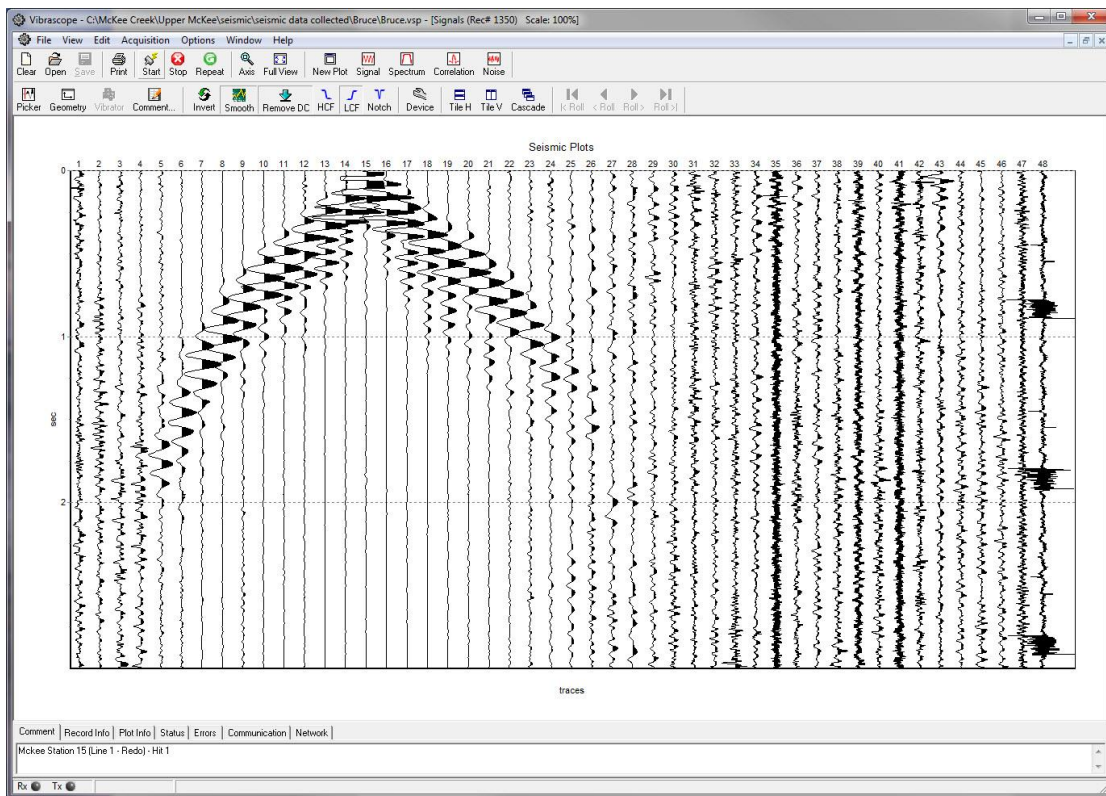 Vibrascope - C:\McKee Creek\Upper McKee\seismic\seismic data collected\Bruce\Bruce.vsp - [Signals (Rec# 1350) Scale: 100%]
File View Edit Acquisition Options Window Help
Clear Open Save Print Start Stop Repeat Axis Full View New Plot Signal Spectrum Correlation Noise
Picker Geometry Vibrator Comment... Invert Smooth Remove DC HCF LCF Notch Device Tile H Tile V Cascade |< Roll < Roll Roll > Roll >|
Seismic Plots
1 2 3 4 5 6 7 8 9 10 11 12 13 14 15 16 17 18 19 20 21 22 23 24 25 26 27 28 29 30 31 32 33 34 35 36 37 38 39 40 41 42 43 44 45 46 47 48
0
1
sec
2
traces
Comment Record Info Plot Info Status Errors Communication Network
Mckee Station 15 (Line 1 - Redo) - Hit 1
Rx Tx